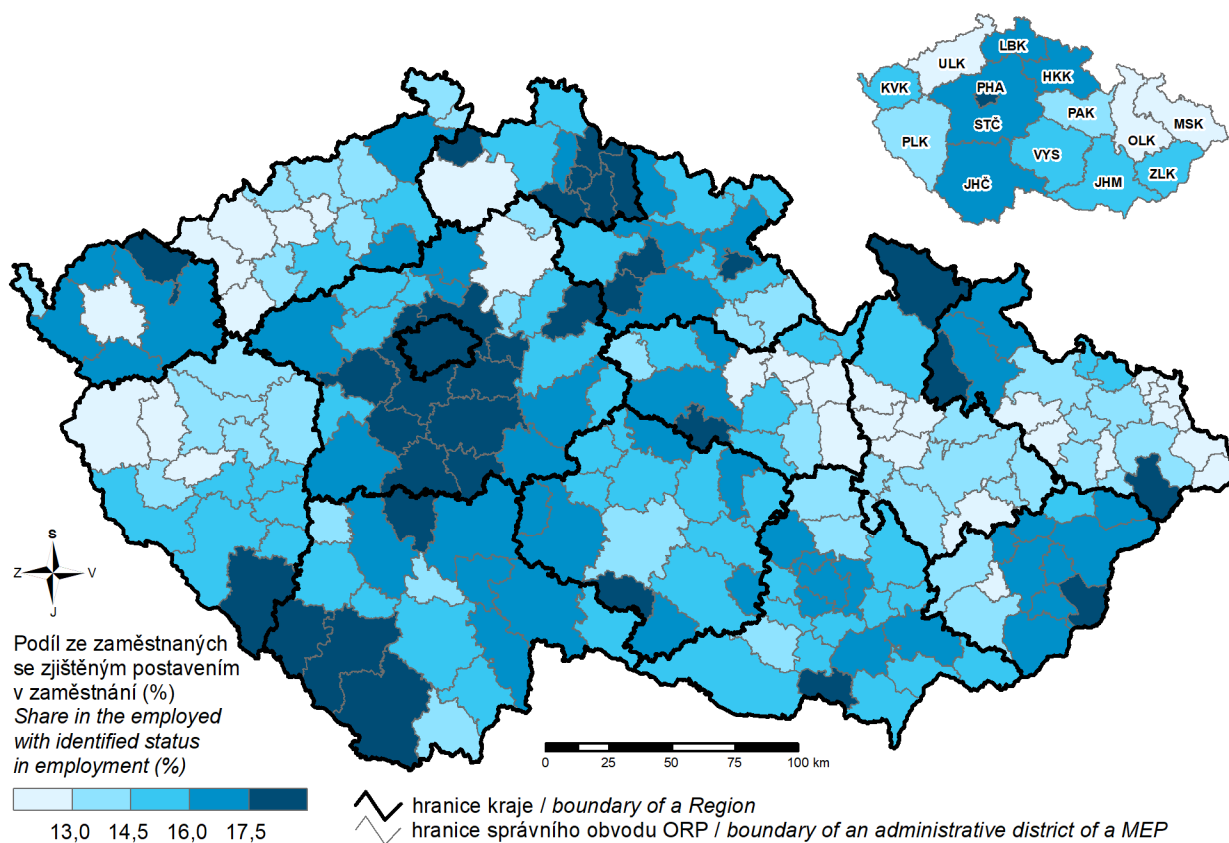 ULK
LBK
KVK
PHA
HKK
STČ
PAK
MSK
PLK
OLK
VYS
ZLK
JHČ
JHM
S
Z V
J
Podíl ze zaměstnaných
se zjištěným postavením
v zaměstnání (%)
Share in the employed
with identified status
in employment (%)
13,0 14,5 16,0 17,5
0 25 50 75 100 km
hranice kraje / boundary of a Region
hranice správního obvodu ORP / boundary of an administrative district of a MEP